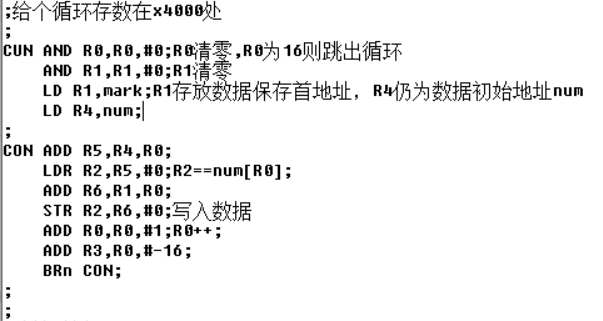 ;给个循环存数在x4000处
;
CUN AND R0,R0,#0;R0清零,R0为16则跳出循环
    AND R1,R1,#0;R1清零
    LD R1,mark;R1存放数据保存首地址，R4仍为数据初始地址num
    LD R4,num;
;
CON ADD R5,R4,R0;
    LDR R2,R5,#0;R2==num[R0];
    ADD R6,R1,R0;
    STR R2,R6,#0;写入数据
    ADD R0,R0,#1;R0++;
    ADD R3,R0,#-16;
    BRn CON;
;
;